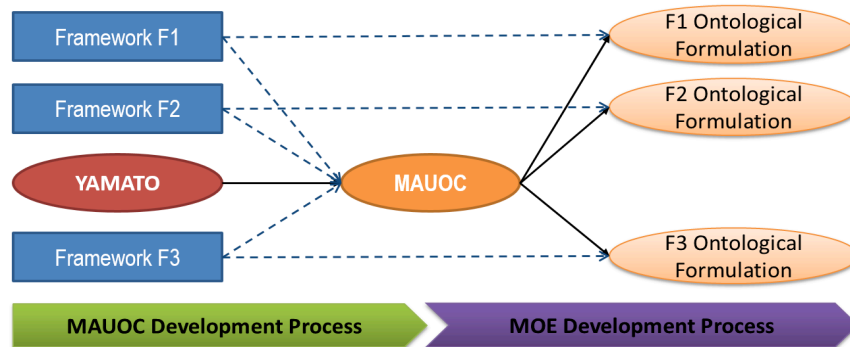 Framework F1
F1 Ontological
Formulation
Framework F2
F2 Ontological
Formulation
YAMATO
MAUOC
Framework F3
F3 Ontological
Formulation
MAUOC Development Process
MOE Development Process